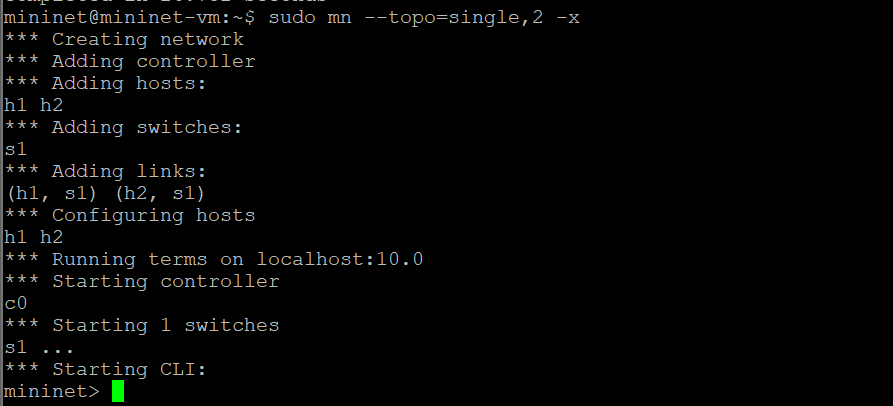 mininet@mininet-vm:~$ sudo mn --topo=single,2 -x
*** Creating network
*** Adding controller
*** Adding hosts:
h1 h2
*** Adding switches:
s1
*** Adding links:
(h1, s1) (h2, s1)
*** Configuring hosts
h1 h2
*** Running terms on localhost:10.0
*** Starting controller
c0
*** Starting 1 switches
s1 ...
*** Starting CLI:
mininet>